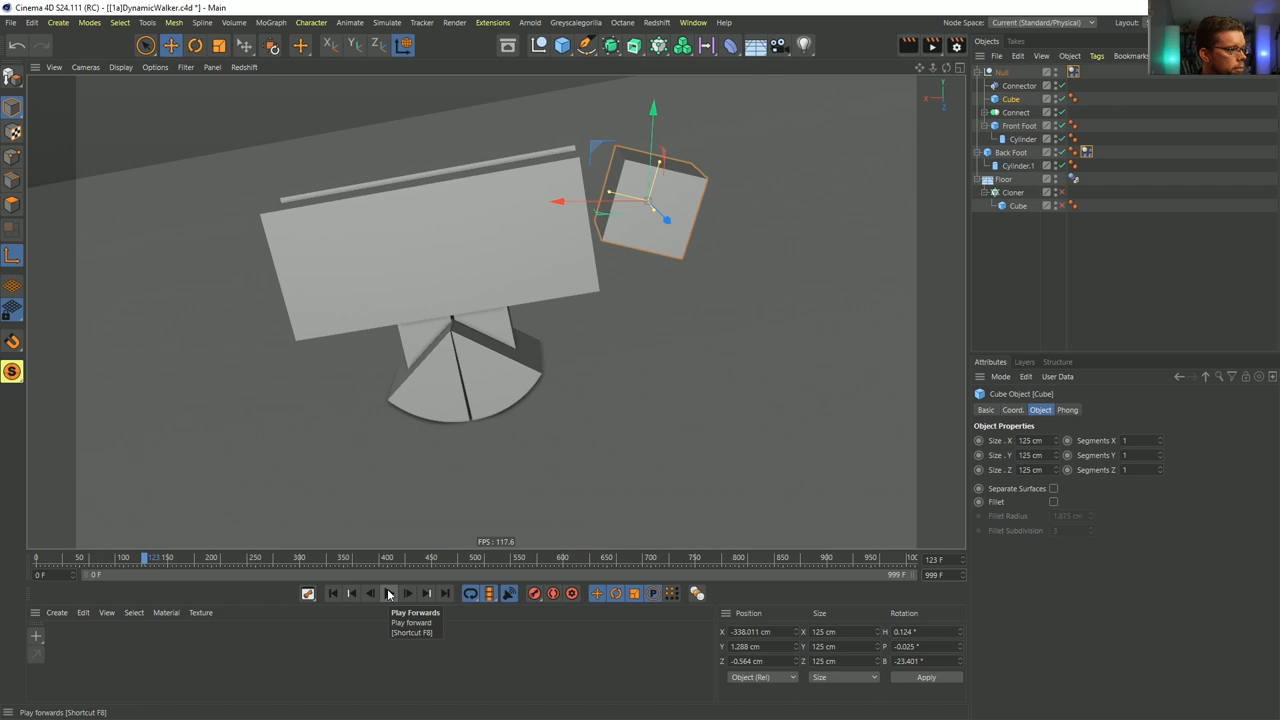 Cinema 4D S24.111 (RC) - [[1a]DynamicWalker.c4d *] - Main
File Create Modes Select Tools Mesh Spline Volume MoGraph Character Animate Simulate Tracker Render Extensions Arnold Greyscalegorilla Octane Redshift Window Help Node Space: Current (Standard/Physical) Layout:
View Cameras Display Options Filter Panel Redshift
Objects Takes
File Edit View Object Tags Bookmarks
Null
Connector
Cube
Connect
Front Foot
Cylinder
Back Foot
Cylinder.1
Floor
Cloner
Cube
Y
X
Z
Attributes Layers Structure
Mode Edit User Data
Cube Object [Cube]
Basic Coord. Object Phong
Object Properties
Size . X 125 cm Segments X 1
Size . Y 125 cm Segments Y 1
Size . Z 125 cm Segments Z 1
Separate Surfaces
Fillet
Fillet Radius 1.875 cm
Fillet Subdivision 3
FPS : 117.6
0 50 100 123 150 200 250 300 350 400 450 500 550 600 650 700 750 800 850 900 950 100 123 F
0 F 0 F 999 F 999 F
Play Forwards
Play forward
[Shortcut F8]
Create Edit View Select Material Texture
Position Size Rotation
X -338.011 cm X 125 cm H 0.124 °
Y 1.288 cm Y 125 cm P -0.025 °
Z -0.564 cm Z 125 cm B -23.401 °
Object (Rel) Size Apply
Play forwards [Shortcut F8]